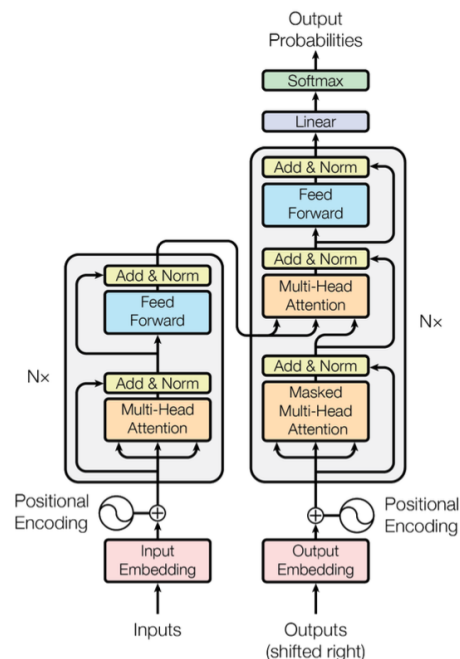 Output
Probabilities
Softmax
Linear
Add & Norm
Feed
Forward
Add & Norm
Multi-Head
Attention
Add & Norm
Masked
Multi-Head
Attention
N×
Add & Norm
Feed
Forward
Add & Norm
Multi-Head
Attention
N×
Positional
Encoding
Positional
Encoding
Input
Embedding
Output
Embedding
Inputs
Outputs
(shifted right)